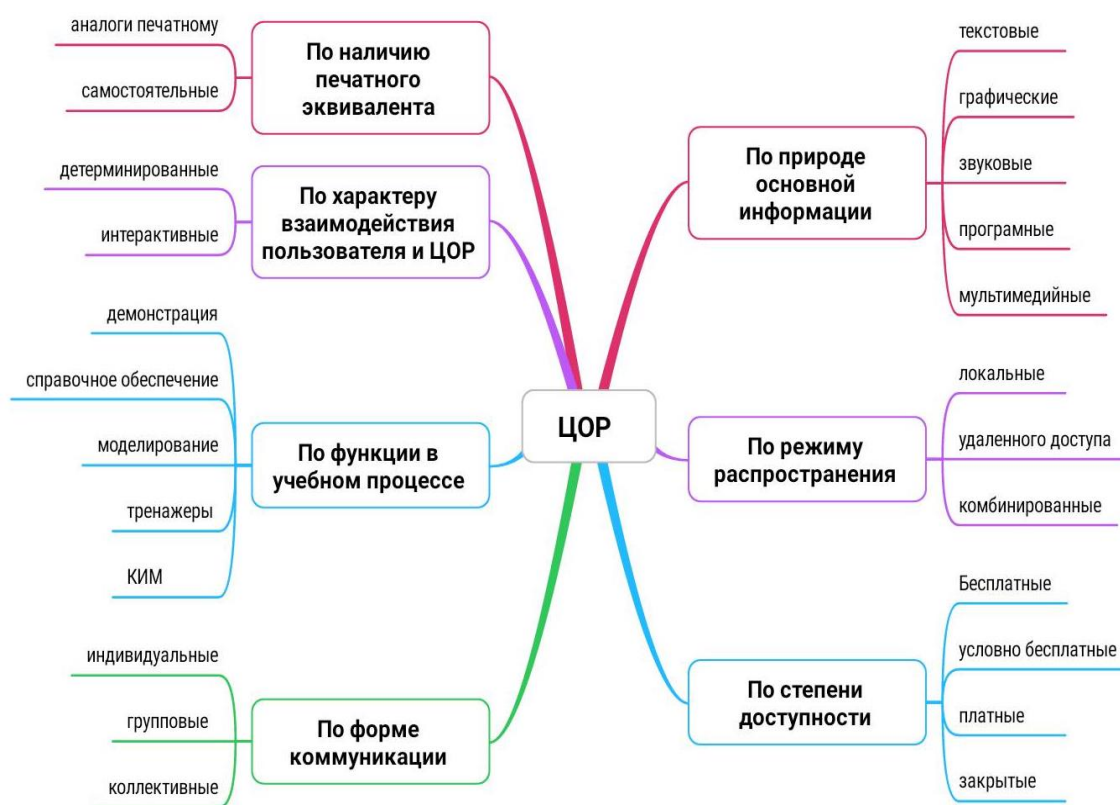 аналоги печатному
самостоятельные
По наличию
печатного
эквивалента
детерминированные
интерактивные
По характеру
взаимодействия
пользователя и ЦОР
демонстрация
справочное обеспечение
моделирование
тренажеры
КИМ
По функции в
учебном процессе
индивидуальные
групповые
коллективные
По форме
коммуникации
ЦОР
По природе
основной
информации
текстовые
графические
звуковые
програмные
мультимедийные
По режиму
распространения
локальные
удаленного доступа
комбинированные
По степени
доступности
Бесплатные
условно бесплатные
платные
закрытые